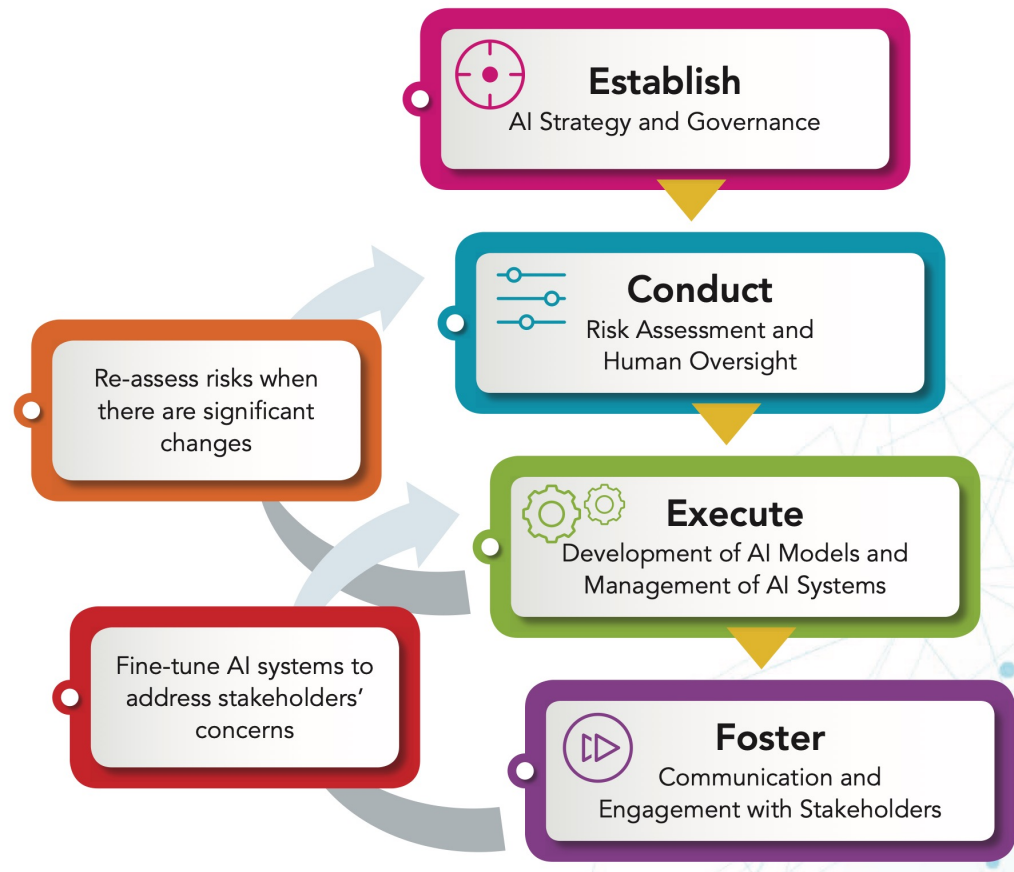 Establish
AI Strategy and Governance
Conduct
Risk Assessment and
Human Oversight
Re-assess risks when
there are significant
changes
Execute
Development of AI Models and
Management of AI Systems
Fine-tune AI systems to
address stakeholders’
concerns
Foster
Communication and
Engagement with Stakeholders